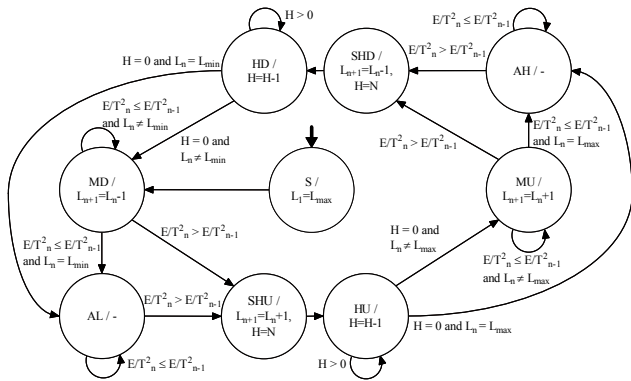 H > 0
E/T²ₙ ≤ E/T²ₙ₋₁
H = 0 and Lₙ = Lₘᵢₙ
HD /
H=H-1
SHD /
Lₙ₊₁=Lₙ-1,
H=N
E/T²ₙ > E/T²ₙ₋₁
AH / -
E/T²ₙ ≤ E/T²ₙ₋₁
and Lₙ ≠ Lₘᵢₙ
H = 0 and
Lₙ ≠ Lₘᵢₙ
E/T²ₙ > E/T²ₙ₋₁
E/T²ₙ ≤ E/T²ₙ₋₁
and Lₙ = Lₘₐₓ
MD /
Lₙ₊₁=Lₙ-1
S /
L₁=Lₘₐₓ
MU /
Lₙ₊₁=Lₙ+1
E/T²ₙ > E/T²ₙ₋₁
H = 0 and
Lₙ ≠ Lₘₐₓ
E/T²ₙ ≤ E/T²ₙ₋₁
and Lₙ ≠ Lₘₐₓ
E/T²ₙ ≤ E/T²ₙ₋₁
and Lₙ = Lₘᵢₙ
AL / -
E/T²ₙ > E/T²ₙ₋₁
SHU /
Lₙ₊₁=Lₙ+1,
H=N
HU /
H=H-1
H = 0 and Lₙ = Lₘₐₓ
E/T²ₙ ≤ E/T²ₙ₋₁
H > 0